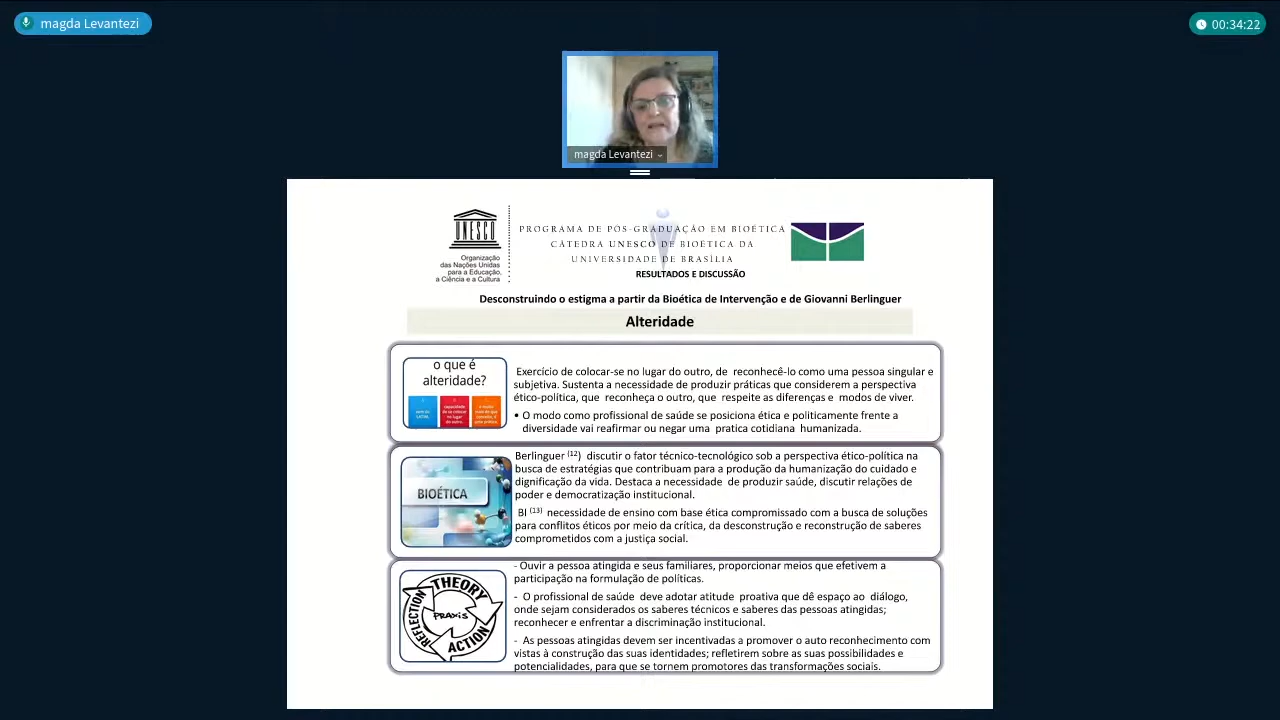 magda Levantezi
00:34:22
magda Levantezi
UNESCO
Organização
das Nações Unidas
para a Educação,
a Ciência e a Cultura
PROGRAMA DE PÓS-GRADUAÇÃO EM BIOÉTICA
CÁTEDRA UNESCO DE BIOÉTICA DA
UNIVERSIDADE DE BRASÍLIA
RESULTADOS E DISCUSSÃO
Desconstruindo o estigma a partir da Bioética de Intervenção e de Giovanni Berlinguer
Alteridade
o que é
alteridade?
Exercício de colocar-se no lugar do outro, de reconhecê-lo como uma pessoa singular e
subjetiva. Sustenta a necessidade de produzir práticas que considerem a perspectiva
ético-política, que reconheça o outro, que respeite as diferenças e modos de viver.
• O modo como profissional de saúde se posiciona ética e politicamente frente a
diversidade vai reafirmar ou negar uma pratica cotidiana humanizada.
BIOÉTICA
Berlinguer (12) discutir o fator técnico-tecnológico sob a perspectiva ético-política na
busca de estratégias que contribuam para a produção da humanização do cuidado e
dignificação da vida. Destaca a necessidade de produzir saúde, discutir relações de
poder e democratização institucional.
BI (13) necessidade de ensino com base ética compromissado com a busca de soluções
para conflitos éticos por meio da crítica, da desconstrução e reconstrução de saberes
comprometidos com a justiça social.
THEORY
PRAXIS
REFLECTION
ACTION
- Ouvir a pessoa atingida e seus familiares, proporcionar meios que efetivem a
participação na formulação de políticas.
- O profissional de saúde deve adotar atitude proativa que dê espaço ao diálogo,
onde sejam considerados os saberes técnicos e saberes das pessoas atingidas;
reconhecer e enfrentar a discriminação institucional.
- As pessoas atingidas devem ser incentivadas a promover o auto reconhecimento com
vistas à construção das suas identidades; refletirem sobre as suas possibilidades e
potencialidades, para que se tornem promotores das transformações sociais.